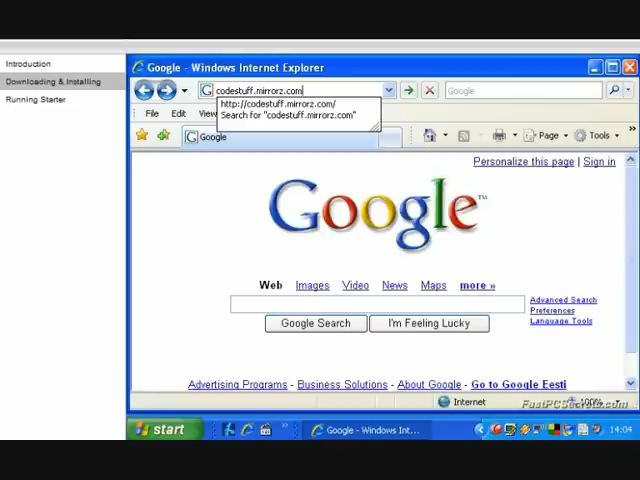 Introduction
Downloading & Installing
Running Starter
Google - Windows Internet Explorer
codestuff.mirrorz.com
Google
http://codestuff.mirrorz.com/
Search for "codestuff.mirrorz.com"
File Edit View
Google
Page Tools
Personalize this page | Sign in
Google™
Web Images Video News Maps more »
Advanced Search
Preferences
Language Tools
Google Search I'm Feeling Lucky
Advertising Programs - Business Solutions - About Google - Go to Google Eesti
Internet 100%
FastPCSecrets.com
start Google - Windows Int... 14:04